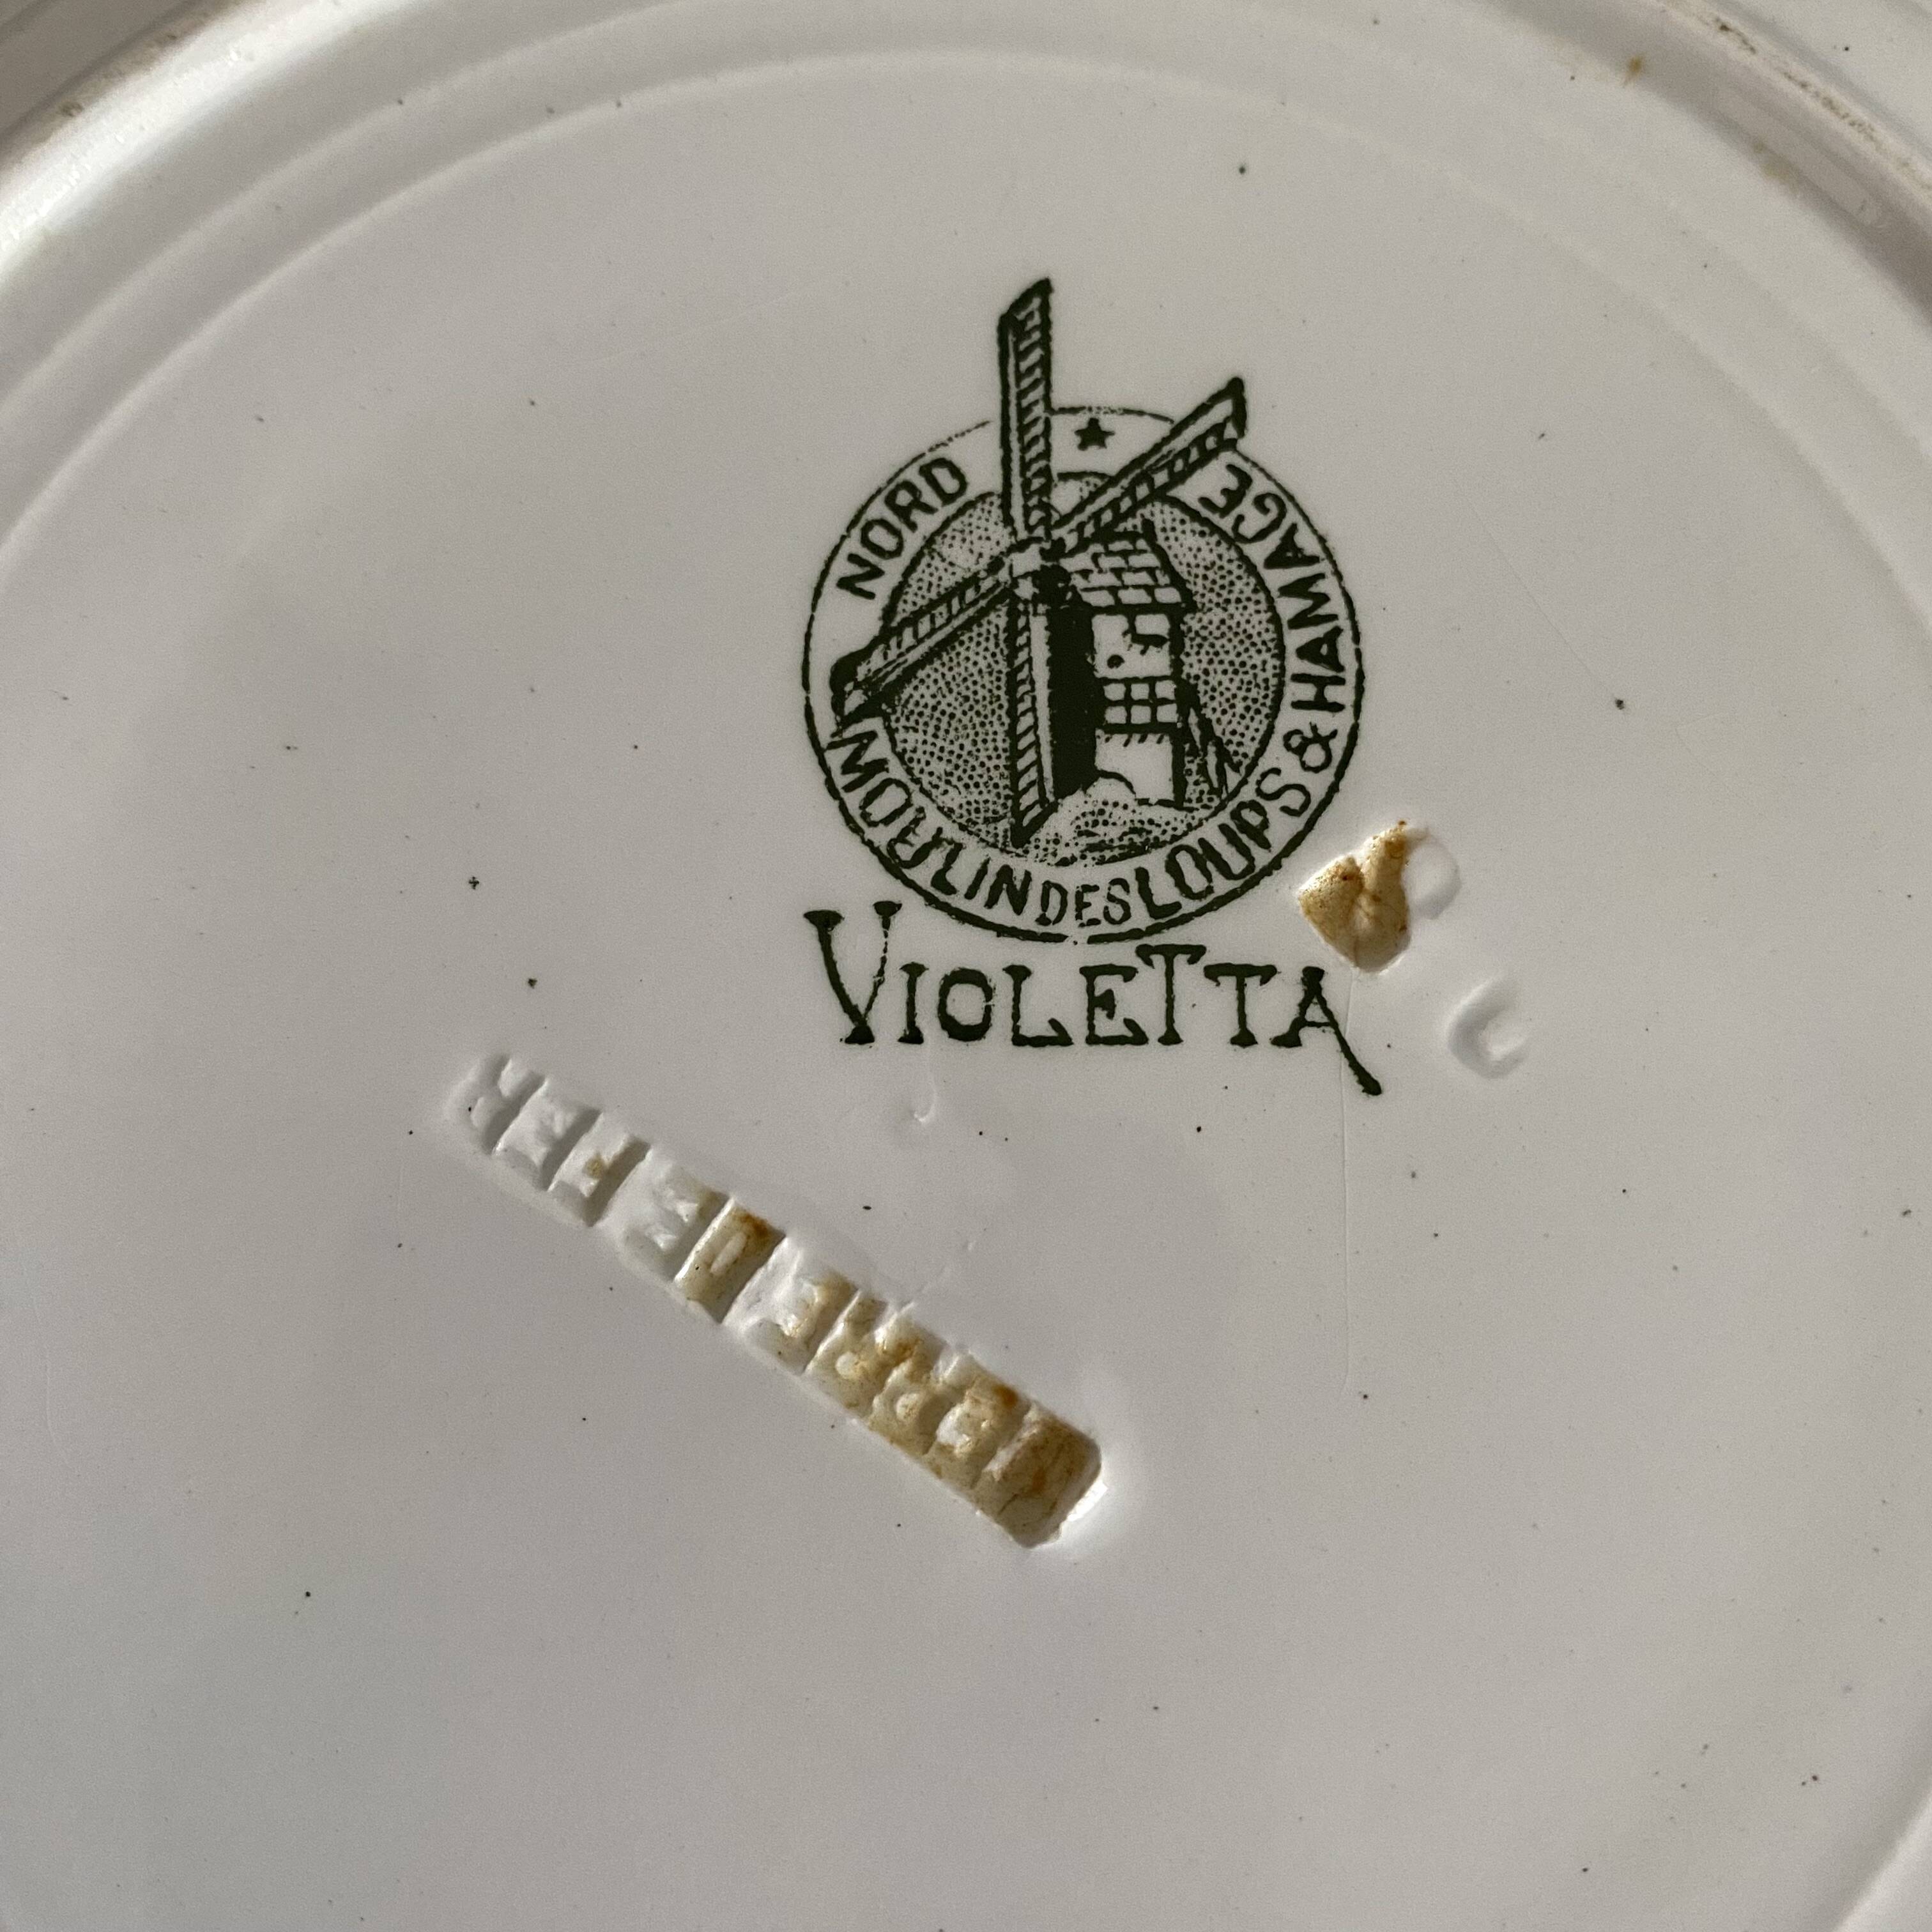 NORD ★ MOULIN DES LOUPS & HAMAGE
VIOLETTA
TERRE DE FER